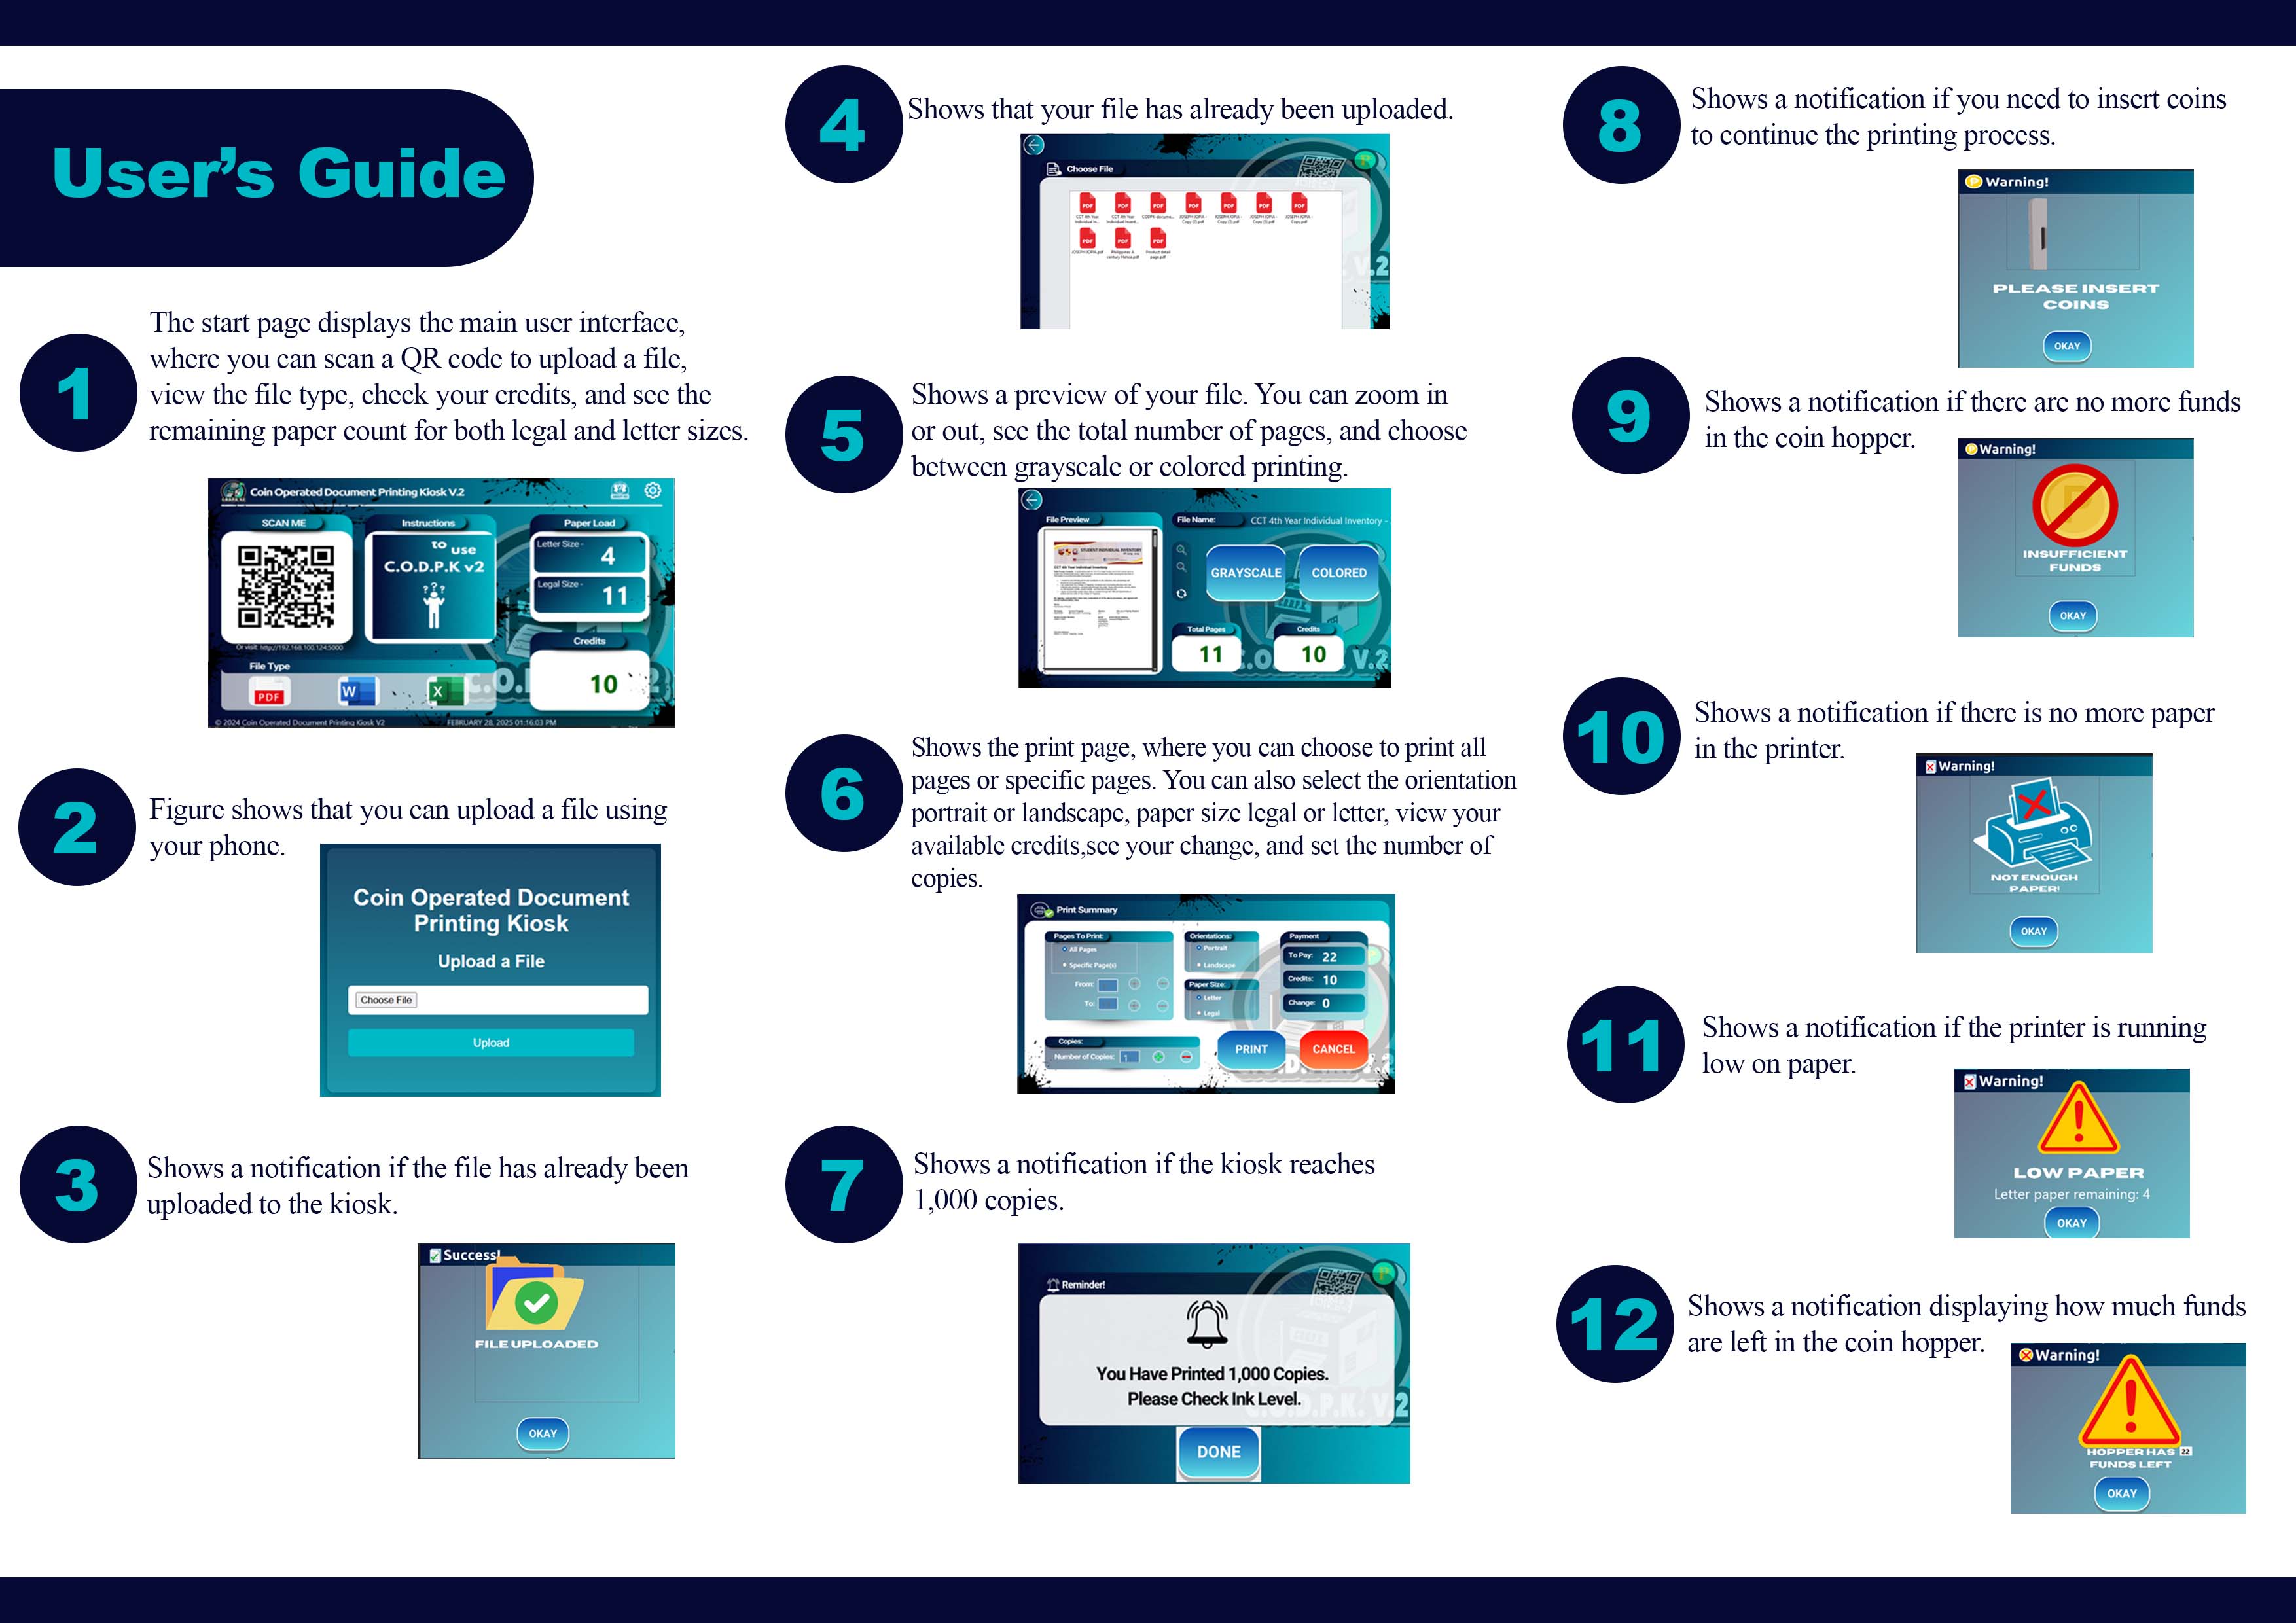 User's Guide
1
The start page displays the main user interface,
where you can scan a QR code to upload a file,
view the file type, check your credits, and see the
remaining paper count for both legal and letter sizes.
Coin Operated Document Printing Kiosk V.2
SCAN ME
Instructions
Paper Load
to use
C.O.D.P.K v2
???
Letter Size -
4
Legal Size -
11
Or visit: http://192.168.100.124:5000
Credits
10
File Type
PDF
W
X
© 2024 Coin Operated Document Printing Kiosk V2
FEBRUARY 28, 2025 01:16:03 PM
2
Figure shows that you can upload a file using
your phone.
Coin Operated Document
Printing Kiosk
Upload a File
Choose File
Upload
3
Shows a notification if the file has already been
uploaded to the kiosk.
Success!
FILE UPLOADED
OKAY
4
Shows that your file has already been uploaded.
Choose File
PDF PDF PDF PDF PDF PDF PDF
PDF PDF PDF
V.2
5
Shows a preview of your file. You can zoom in
or out, see the total number of pages, and choose
between grayscale or colored printing.
File Preview
File Name:
CCT 4th Year Individual Inventory -
STUDENT INDIVIDUAL INVENTORY
GRAYSCALE
COLORED
Total Pages
11
Credits
10
V.2
6
Shows the print page, where you can choose to print all
pages or specific pages. You can also select the orientation
portrait or landscape, paper size legal or letter, view your
available credits,see your change, and set the number of
copies.
Print Summary
Pages To Print:
All Pages
Specific Page(s)
From:
To:
Orientations:
Portrait
Landscape
Paper Size:
Letter
Legal
Payment
To Pay: 22
Credits: 10
Change: 0
Copies:
Number of Copies: 1
PRINT
CANCEL
7
Shows a notification if the kiosk reaches
1,000 copies.
Reminder!
You Have Printed 1,000 Copies.
Please Check Ink Level.
C.O.D.P.K. V.2
DONE
8
Shows a notification if you need to insert coins
to continue the printing process.
Warning!
PLEASE INSERT
COINS
OKAY
9
Shows a notification if there are no more funds
in the coin hopper.
Warning!
INSUFFICIENT
FUNDS
OKAY
10
Shows a notification if there is no more paper
in the printer.
Warning!
NOT ENOUGH
PAPER!
OKAY
11
Shows a notification if the printer is running
low on paper.
Warning!
LOW PAPER
Letter paper remaining: 4
OKAY
12
Shows a notification displaying how much funds
are left in the coin hopper.
Warning!
HOPPER HAS 22
FUNDS LEFT
OKAY